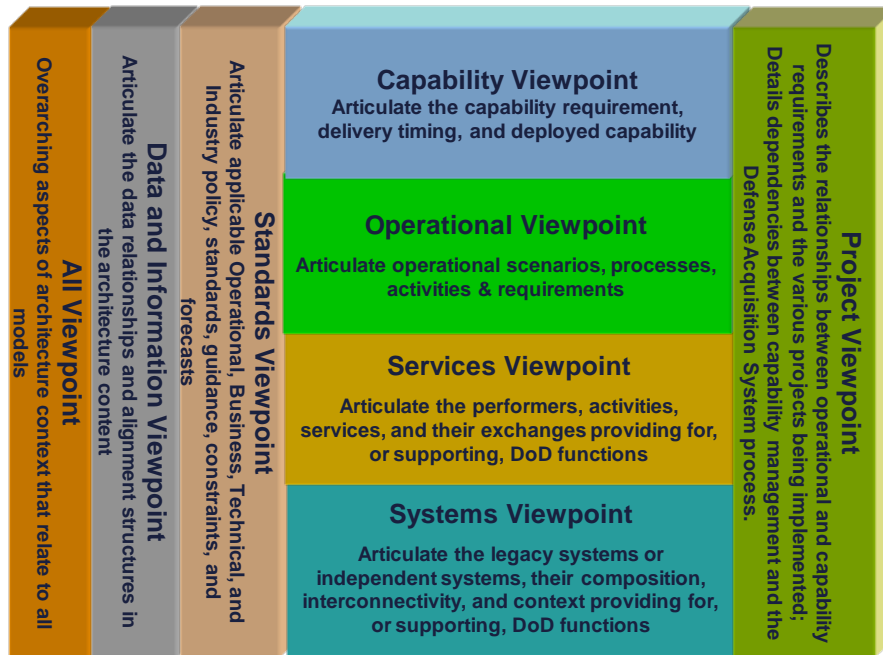 All Viewpoint
Overarching aspects of architecture context that relate to all
models
Data and Information Viewpoint
Articulate the data relationships and alignment structures in
the architecture content
Standards Viewpoint
Articulate applicable Operational, Business, Technical, and
Industry policy, standards, guidance, constraints, and
forecasts
Capability Viewpoint
Articulate the capability requirement,
delivery timing, and deployed capability
Operational Viewpoint
Articulate operational scenarios, processes,
activities & requirements
Services Viewpoint
Articulate the performers, activities,
services, and their exchanges providing for,
or supporting, DoD functions
Systems Viewpoint
Articulate the legacy systems or
independent systems, their composition,
interconnectivity, and context providing for,
or supporting, DoD functions
Project Viewpoint
Describes the relationships between operational and capability
requirements and the various projects being implemented;
Details dependencies between capability management and the
Defense Acquisition System process.